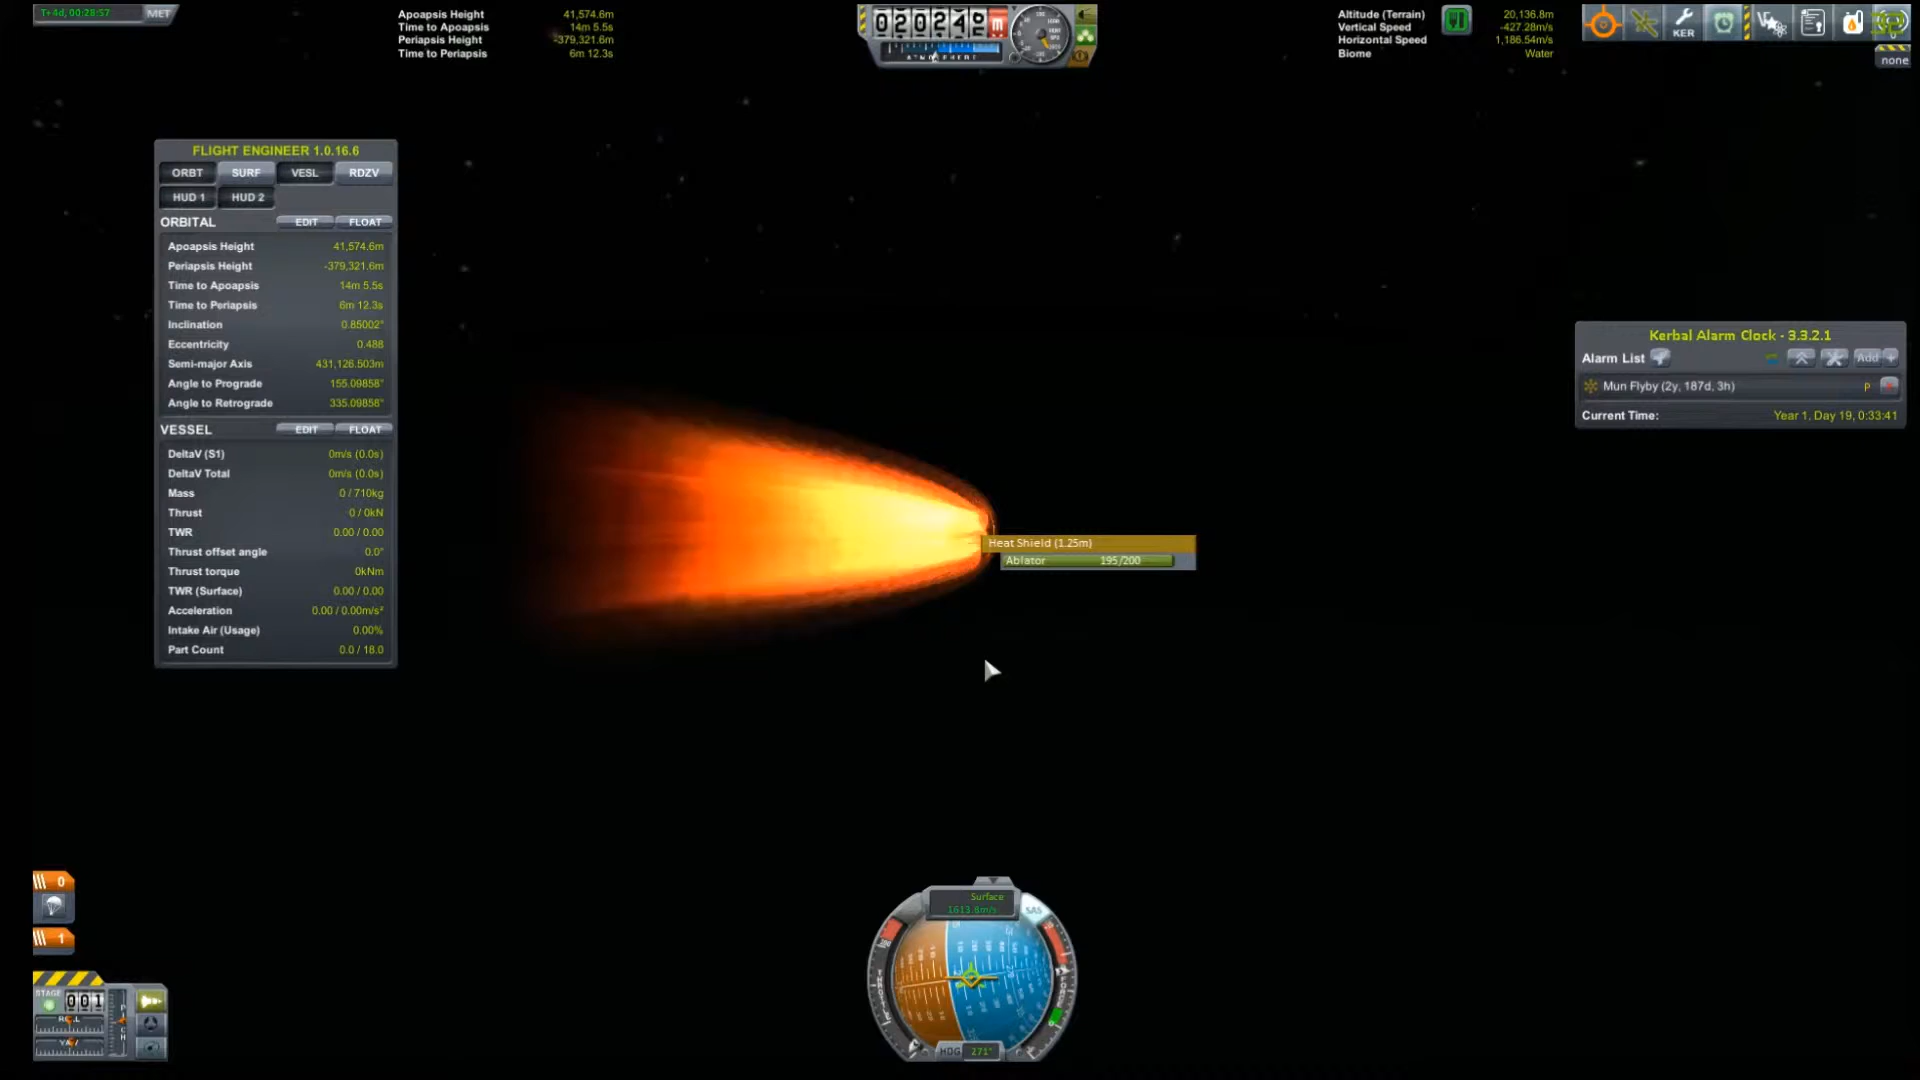 T+4d, 00:28:57 MET
Apoapsis Height 41,574.6m
Time to Apoapsis 14m 5.5s
Periapsis Height -379,321.6m
Time to Periapsis 6m 12.3s
ATMOSPHERE
Altitude (Terrain) 20,136.8m
Vertical Speed -427.28m/s
Horizontal Speed 1,186.54m/s
Biome Water
KER
none
FLIGHT ENGINEER 1.0.16.6
ORBT SURF VESL RDZV
HUD 1 HUD 2
ORBITAL EDIT FLOAT
Apoapsis Height 41,574.6m
Periapsis Height -379,321.6m
Time to Apoapsis 14m 5.5s
Time to Periapsis 6m 12.3s
Inclination 0.85002°
Eccentricity 0.488
Semi-major Axis 431,126.503m
Angle to Prograde 155.09858°
Angle to Retrograde 335.09858°
VESSEL EDIT FLOAT
DeltaV (S1) 0m/s (0.0s)
DeltaV Total 0m/s (0.0s)
Mass 0 / 710kg
Thrust 0 / 0kN
TWR 0.00 / 0.00
Thrust offset angle 0.0°
Thrust torque 0kNm
TWR (Surface) 0.00 / 0.00
Acceleration 0.00 / 0.00m/s²
Intake Air (Usage) 0.00%
Part Count 0.0 / 18.0
Kerbal Alarm Clock - 3.3.2.1
Alarm List Add +
Mun Flyby (2y, 187d, 3h) P
Current Time: Year 1, Day 19, 0:33:41
Heat Shield (1.25m)
Ablator 195/200
0
1
STAGE 001
ROLL
YAW
PITCH
Surface
1613.8m/s
SAS
HDG 271°